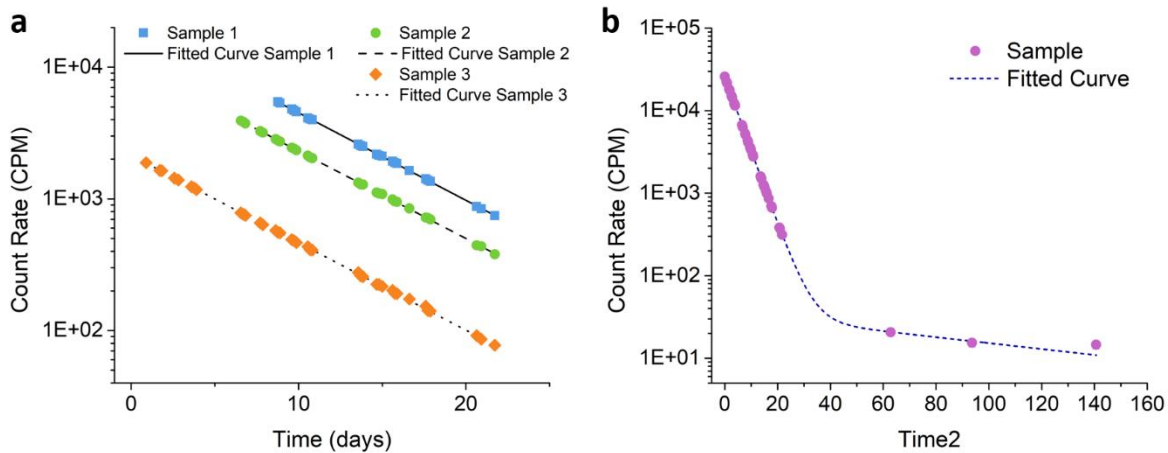 a
Sample 1 Sample 2
Fitted Curve Sample 1 Fitted Curve Sample 2
Sample 3
Fitted Curve Sample 3
1E+04
1E+03
1E+02
Count Rate (CPM)
0 10 20
Time (days)
b
Sample
Fitted Curve
1E+05
1E+04
1E+03
1E+02
1E+01
Count Rate (CPM)
0 20 40 60 80 100 120 140 160
Time2